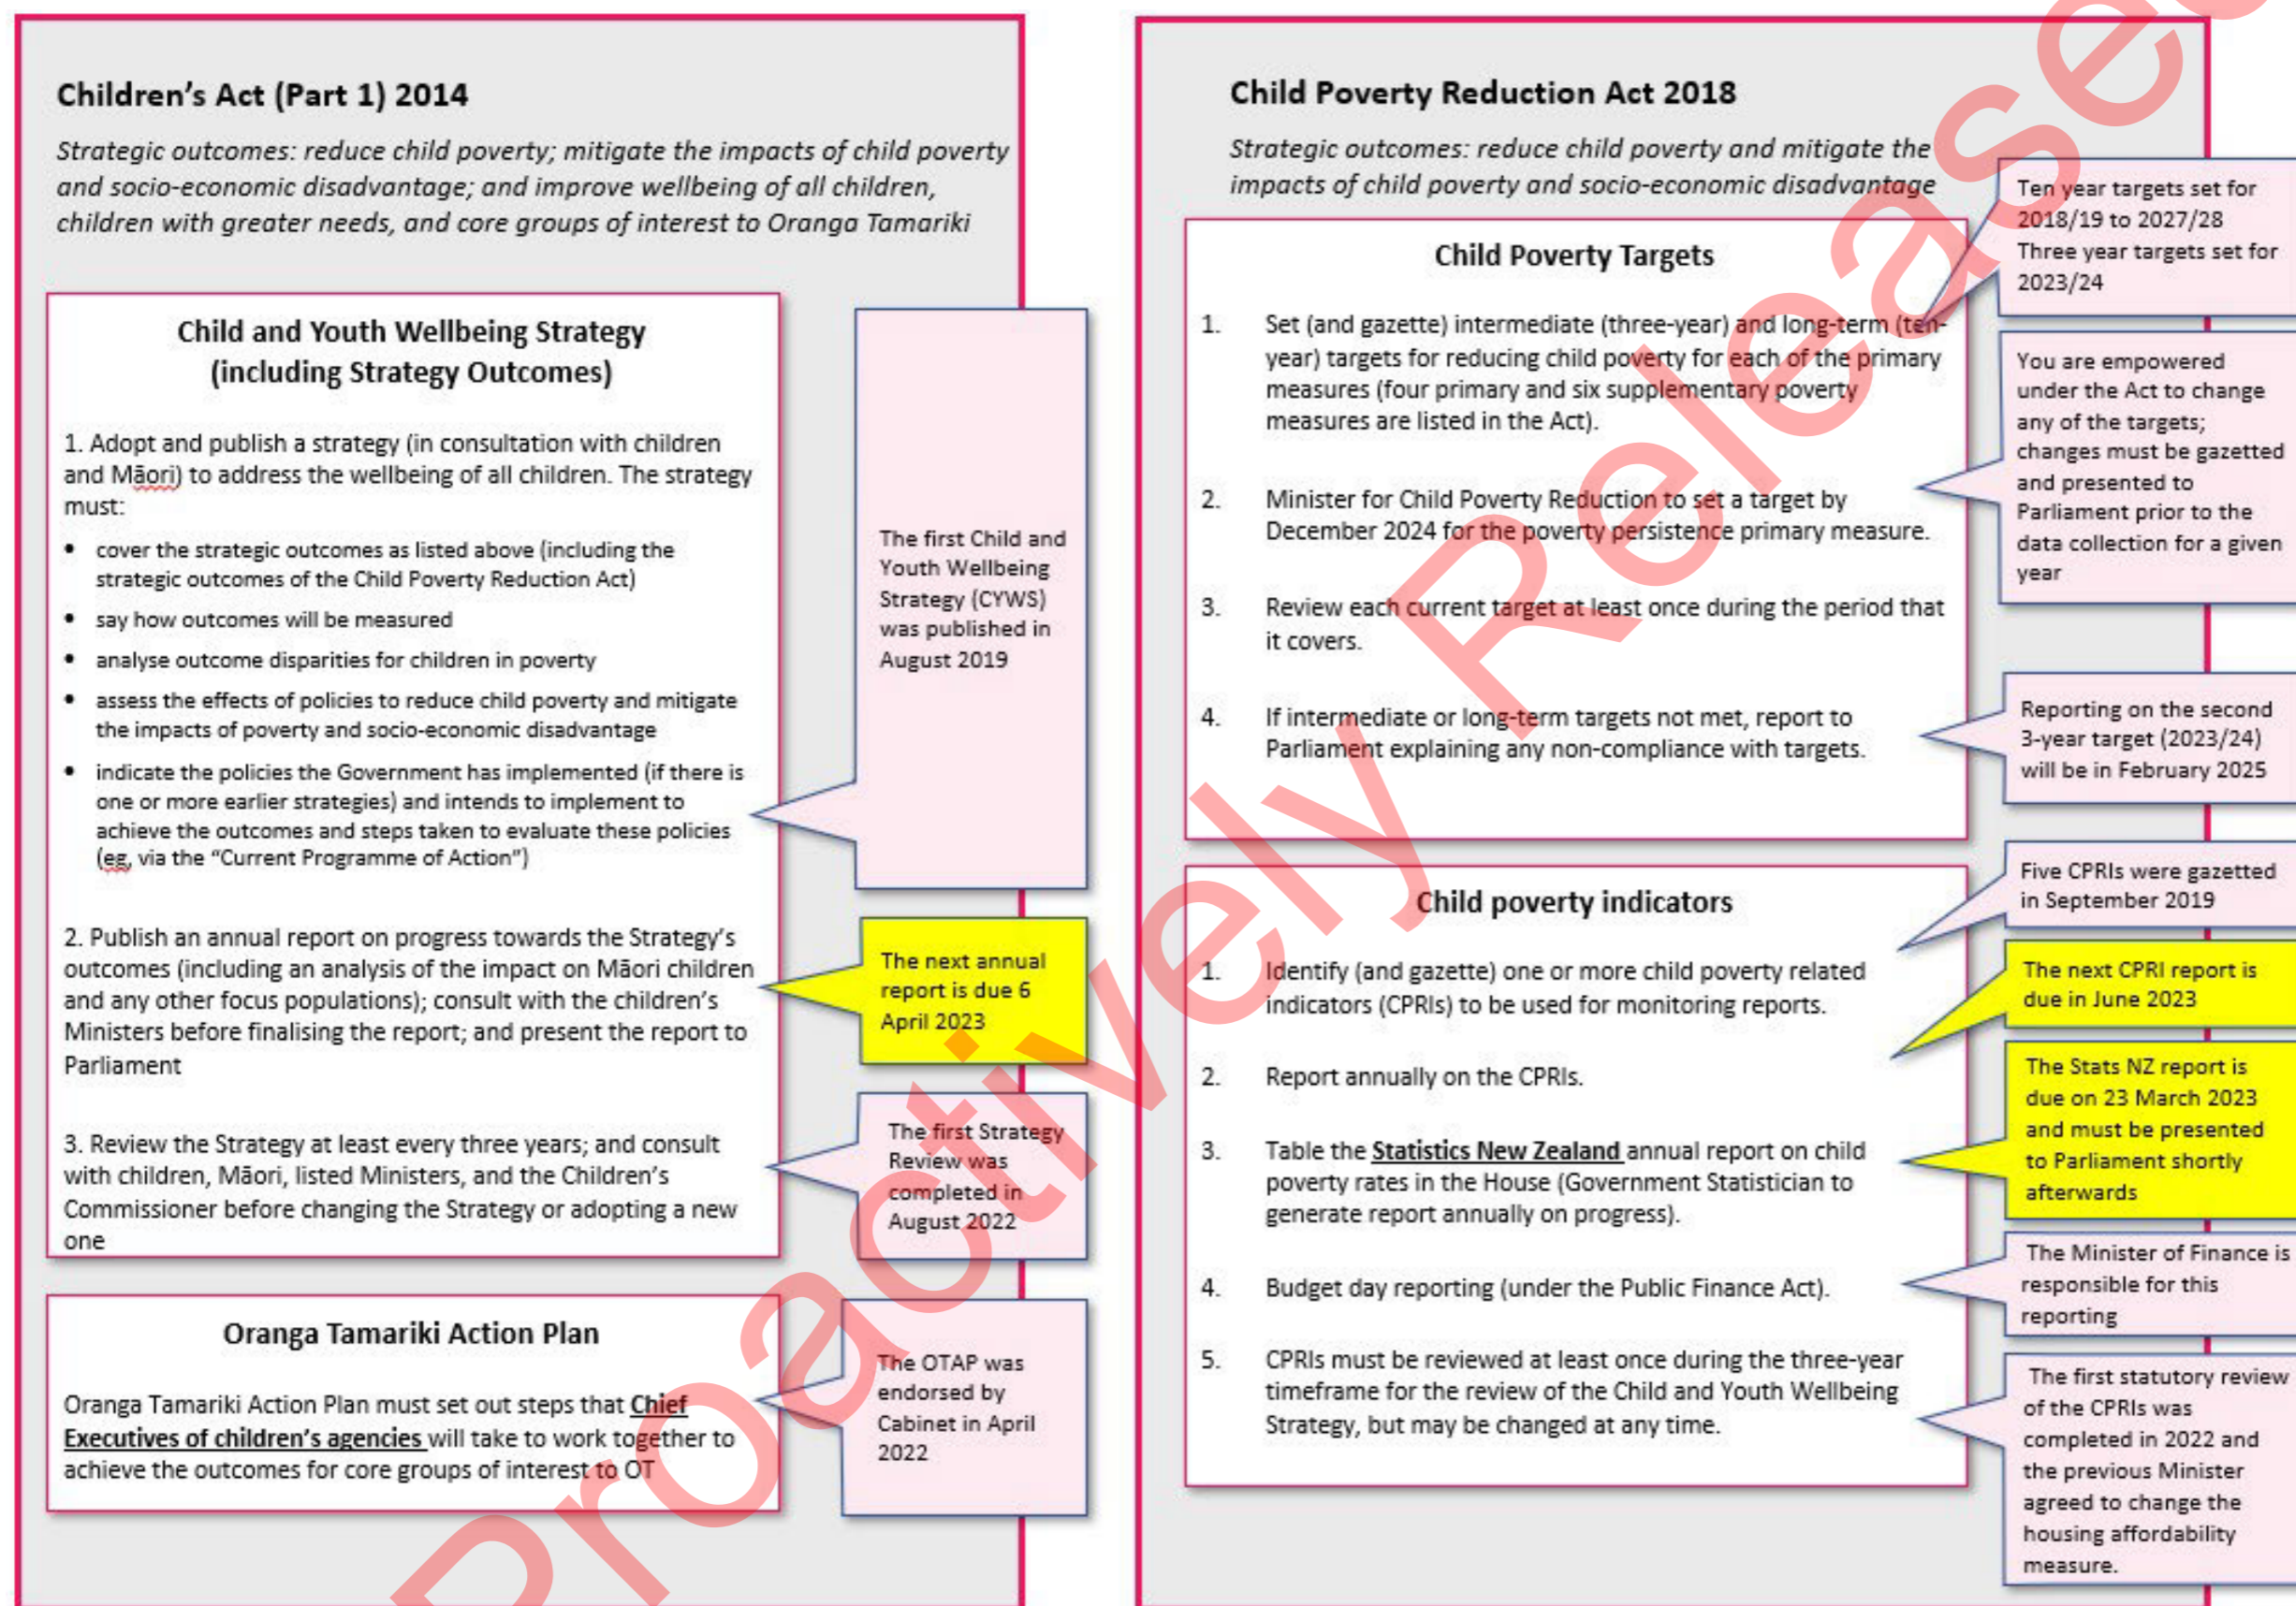 Children's Act (Part 1) 2014
Strategic outcomes: reduce child poverty; mitigate the impacts of child poverty
and socio-economic disadvantage; and improve wellbeing of all children,
children with greater needs, and core groups of interest to Oranga Tamariki
Child and Youth Wellbeing Strategy
(including Strategy Outcomes)
1. Adopt and publish a strategy (in consultation with children
and Māori) to address the wellbeing of all children. The strategy
must:
• cover the strategic outcomes as listed above (including the
strategic outcomes of the Child Poverty Reduction Act)
• say how outcomes will be measured
• analyse outcome disparities for children in poverty
• assess the effects of policies to reduce child poverty and mitigate
the impacts of poverty and socio-economic disadvantage
• indicate the policies the Government has implemented (if there is
one or more earlier strategies) and intends to implement to
achieve the outcomes and steps taken to evaluate these policies
(eg, via the "Current Programme of Action")
2. Publish an annual report on progress towards the Strategy's
outcomes (including an analysis of the impact on Māori children
and any other focus populations); consult with the children's
Ministers before finalising the report; and present the report to
Parliament
3. Review the Strategy at least every three years; and consult
with children, Māori, listed Ministers, and the Children's
Commissioner before changing the Strategy or adopting a new
one
The first Child and
Youth Wellbeing
Strategy (CYWS)
was published in
August 2019
The next annual
report is due 6
April 2023
The first Strategy
Review was
completed in
August 2022
Oranga Tamariki Action Plan
Oranga Tamariki Action Plan must set out steps that Chief
Executives of children's agencies will take to work together to
achieve the outcomes for core groups of interest to OT
The OTAP was
endorsed by
Cabinet in April
2022
Child Poverty Reduction Act 2018
Strategic outcomes: reduce child poverty and mitigate the
impacts of child poverty and socio-economic disadvantage
Child Poverty Targets
1. Set (and gazette) intermediate (three-year) and long-term (ten-
year) targets for reducing child poverty for each of the primary
measures (four primary and six supplementary poverty
measures are listed in the Act).
2. Minister for Child Poverty Reduction to set a target by
December 2024 for the poverty persistence primary measure.
3. Review each current target at least once during the period that
it covers.
4. If intermediate or long-term targets not met, report to
Parliament explaining any non-compliance with targets.
Ten year targets set for
2018/19 to 2027/28
Three year targets set for
2023/24
You are empowered
under the Act to change
any of the targets;
changes must be gazetted
and presented to
Parliament prior to the
data collection for a given
year
Reporting on the second
3-year target (2023/24)
will be in February 2025
Child poverty indicators
1. Identify (and gazette) one or more child poverty related
indicators (CPRIs) to be used for monitoring reports.
2. Report annually on the CPRIs.
3. Table the Statistics New Zealand annual report on child
poverty rates in the House (Government Statistician to
generate report annually on progress).
4. Budget day reporting (under the Public Finance Act).
5. CPRIs must be reviewed at least once during the three-year
timeframe for the review of the Child and Youth Wellbeing
Strategy, but may be changed at any time.
Five CPRIs were gazetted
in September 2019
The next CPRI report is
due in June 2023
The Stats NZ report is
due on 23 March 2023
and must be presented
to Parliament shortly
afterwards
The Minister of Finance is
responsible for this
reporting
The first statutory review
of the CPRIs was
completed in 2022 and
the previous Minister
agreed to change the
housing affordability
measure.
Proactively Released